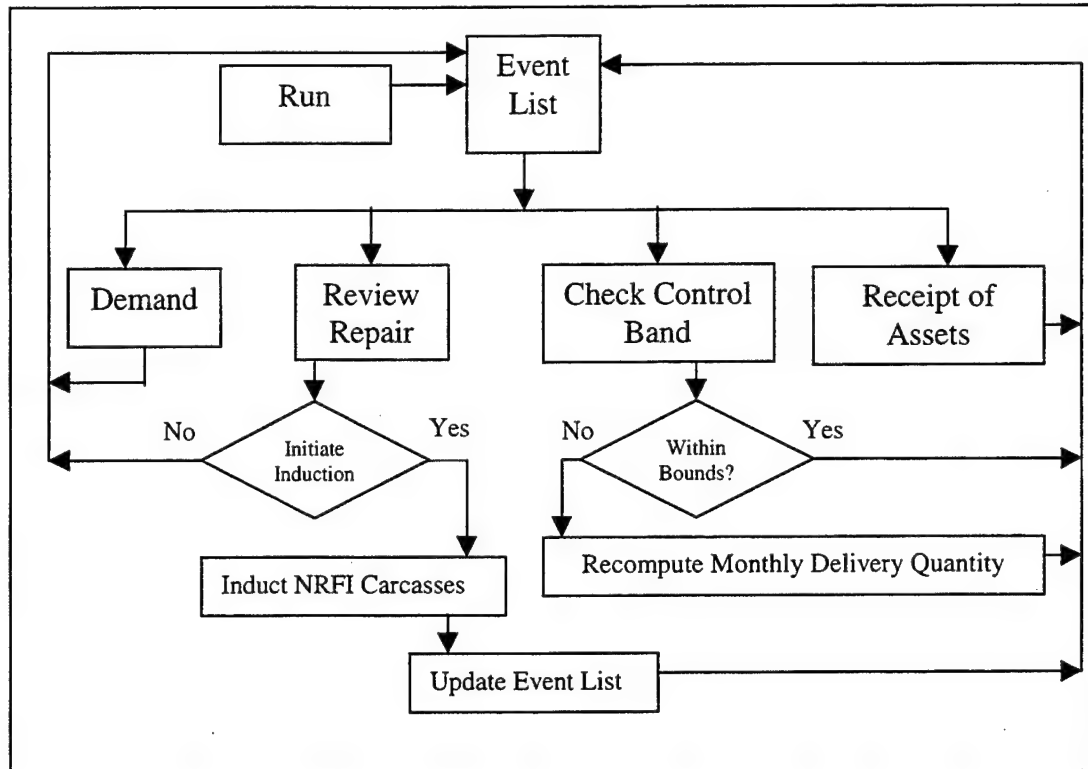 Event
List
Run
Demand
Review
Repair
Check Control
Band
Receipt of
Assets
No
Initiate
Induction
Yes
No
Within
Bounds?
Yes
Induct NRFI Carcasses
Recompute Monthly Delivery Quantity
Update Event List